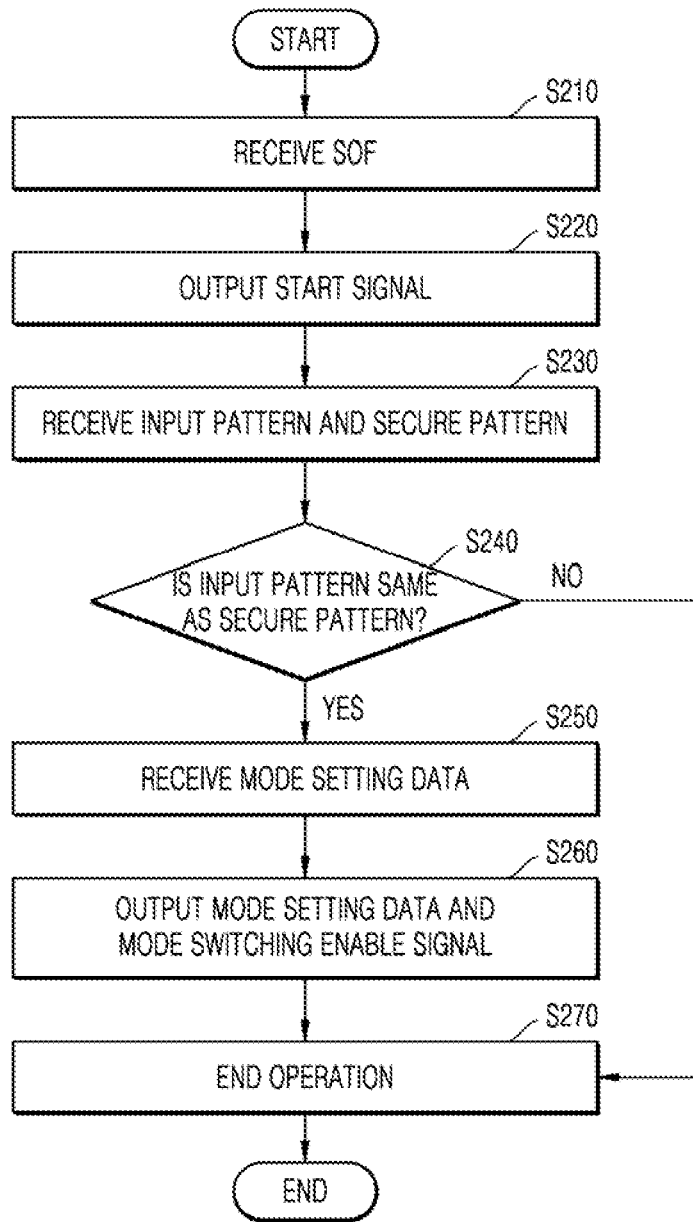 START
S210
RECEIVE SOF
S220
OUTPUT START SIGNAL
S230
RECEIVE INPUT PATTERN AND SECURE PATTERN
S240
IS INPUT PATTERN SAME
AS SECURE PATTERN?
NO
YES
S250
RECEIVE MODE SETTING DATA
S260
OUTPUT MODE SETTING DATA AND
MODE SWITCHING ENABLE SIGNAL
S270
END OPERATION
END